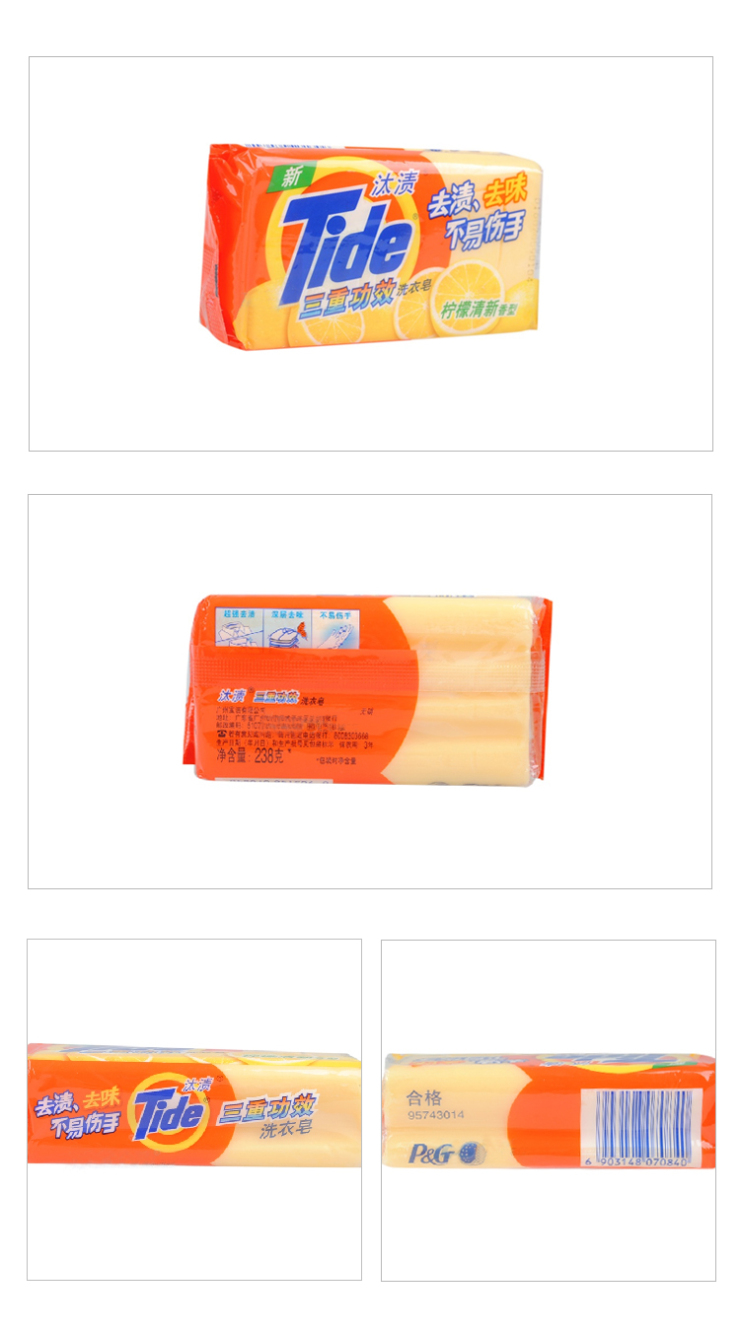 新
汰渍
Tide
去渍、去味
不易伤手
三重功效 洗衣皂
柠檬清新香型
超强去渍 深层去味 不易伤手
汰渍 三重功效 洗衣皂
净含量: 238克*
去渍、去味
不易伤手
汰渍
Tide
三重功效
洗衣皂
合格
95743014
P&G
6 903148 070840